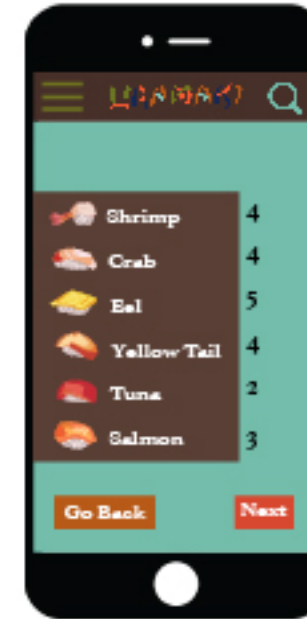 Shrimp 4
Crab 4
Eel 5
Yellow Tail 4
Tuna 2
Salmon 3
Go Back Next